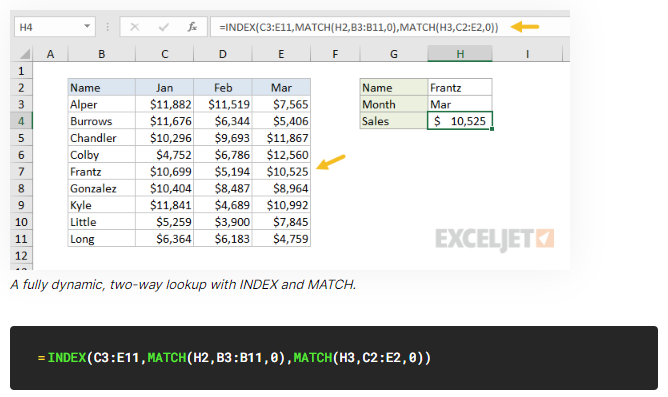 H4 fx =INDEX(C3:E11,MATCH(H2,B3:B11,0),MATCH(H3,C2:E2,0))
A B C D E F G H I
1
2 Name Jan Feb Mar Name Frantz
3 Alper $11,882 $11,519 $7,565 Month Mar
4 Burrows $11,676 $6,344 $5,406 Sales $ 10,525
5 Chandler $10,296 $9,693 $11,867
6 Colby $4,752 $6,786 $12,560
7 Frantz $10,699 $5,194 $10,525
8 Gonzalez $10,404 $8,487 $8,964
9 Kyle $11,841 $4,689 $10,992
10 Little $5,259 $3,900 $7,845
11 Long $6,364 $6,183 $4,759
EXCELJET
12
A fully dynamic, two-way lookup with INDEX and MATCH.
=INDEX(C3:E11,MATCH(H2,B3:B11,0),MATCH(H3,C2:E2,0))